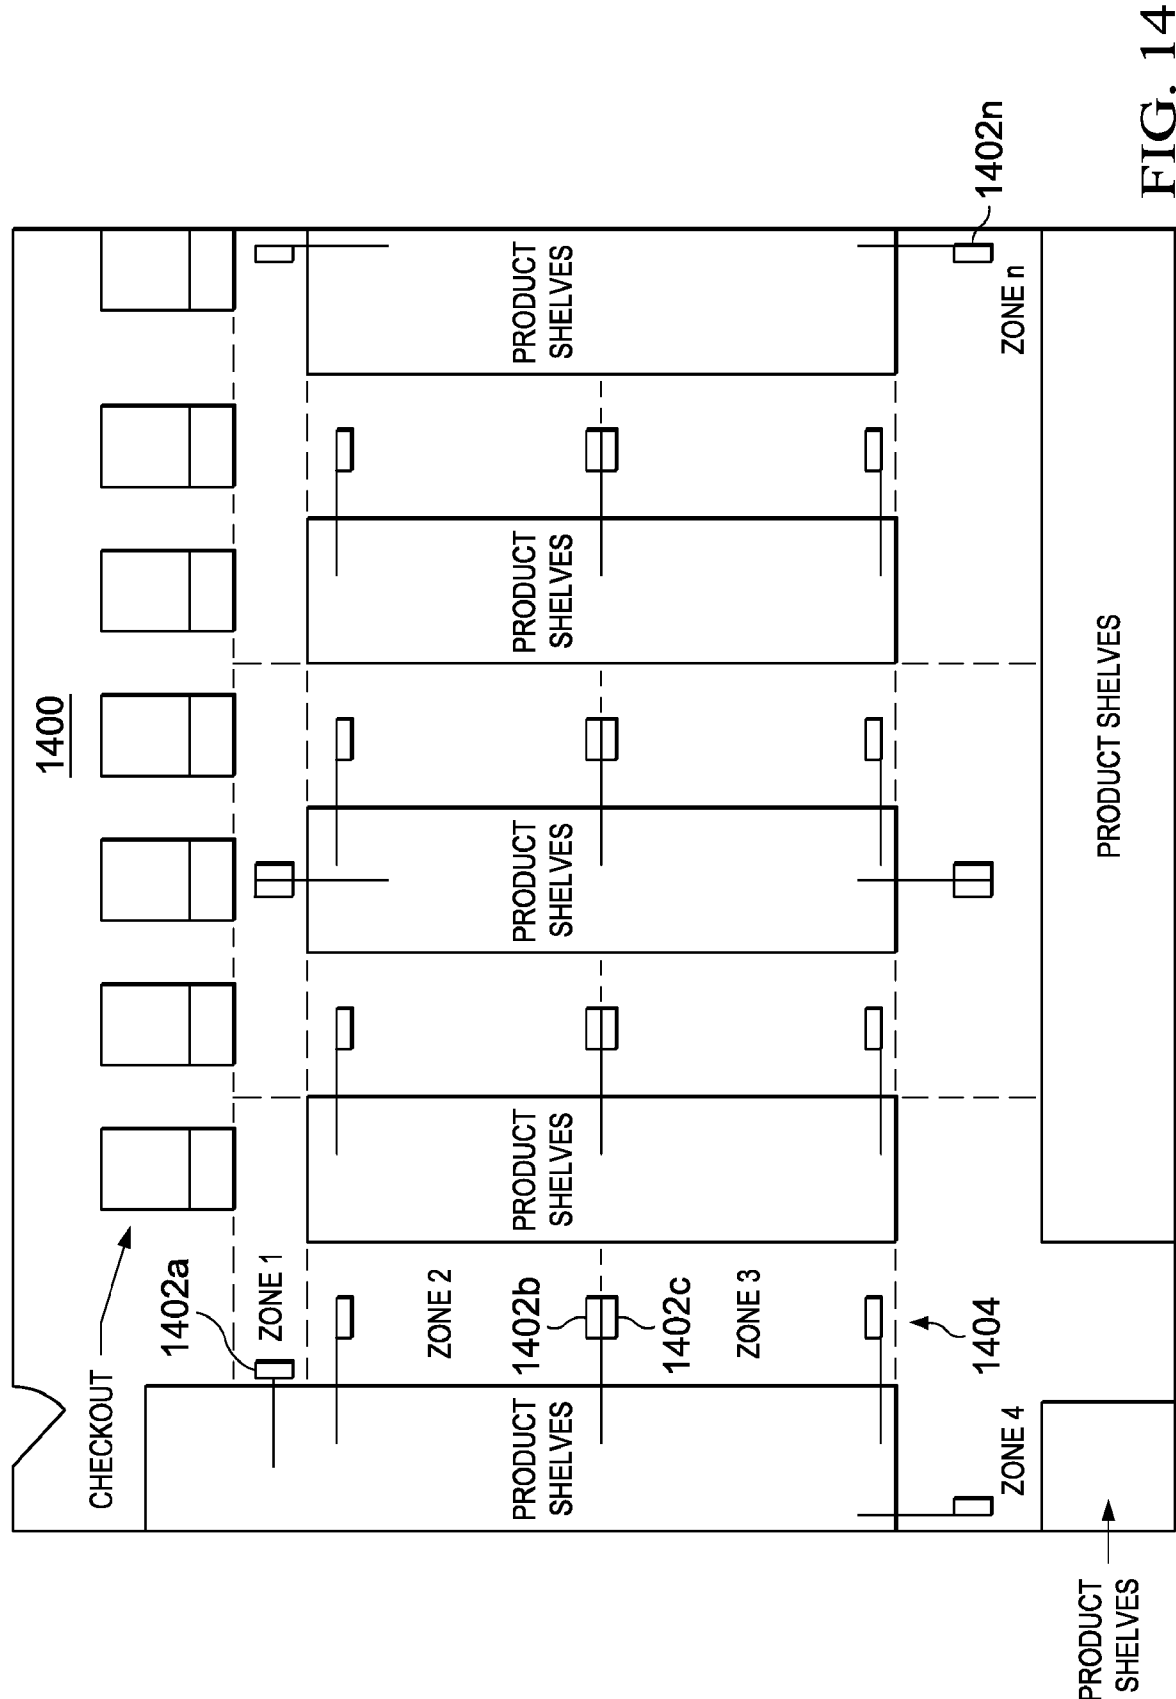 1400
CHECKOUT
1402a
ZONE 1
PRODUCT
SHELVES
ZONE 2
1402b
1402c
ZONE 3
1404
PRODUCT
SHELVES
PRODUCT
SHELVES
PRODUCT
SHELVES
PRODUCT
SHELVES
ZONE 4
ZONE n
1402n
PRODUCT
SHELVES
PRODUCT SHELVES
FIG. 14